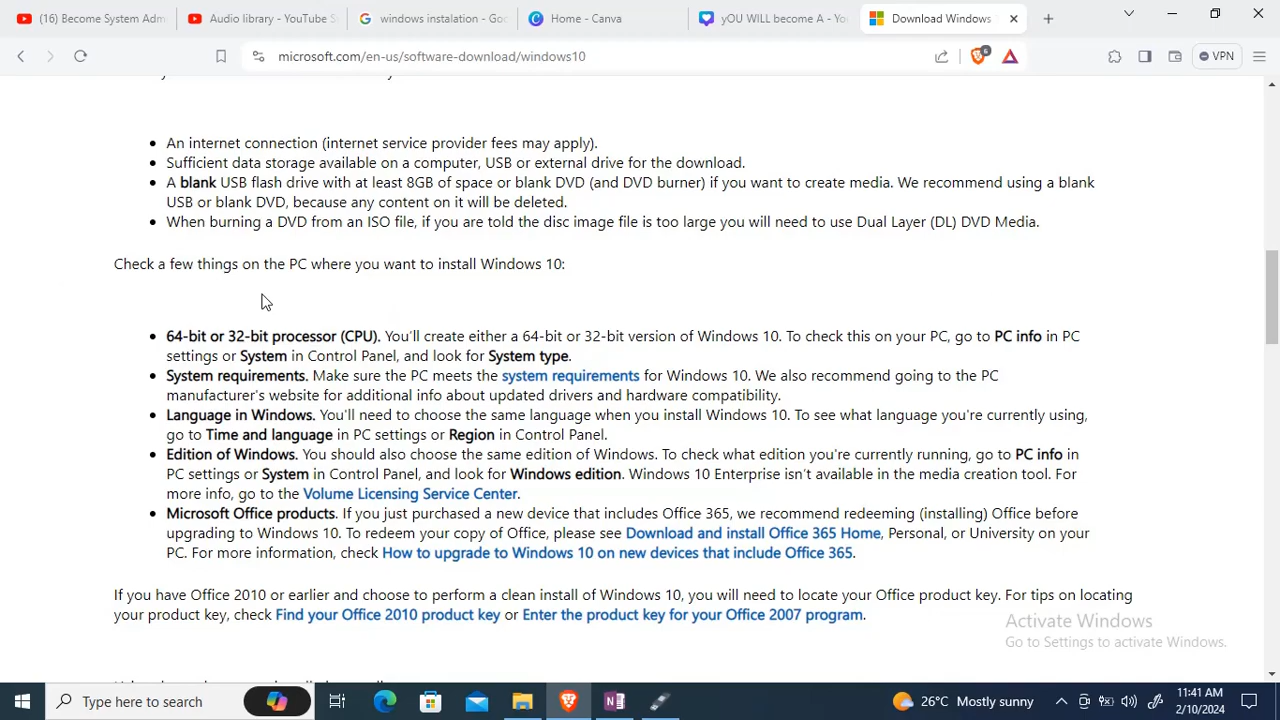 (16) Become System Adm
Audio library - YouTube S
windows instalation - Goo
Home - Canva
yOU WILL become A - Yo
Download Windows
microsoft.com/en-us/software-download/windows10
6
VPN
An internet connection (internet service provider fees may apply).
Sufficient data storage available on a computer, USB or external drive for the download.
A blank USB flash drive with at least 8GB of space or blank DVD (and DVD burner) if you want to create media. We recommend using a blank
USB or blank DVD, because any content on it will be deleted.
When burning a DVD from an ISO file, if you are told the disc image file is too large you will need to use Dual Layer (DL) DVD Media.
Check a few things on the PC where you want to install Windows 10:
64-bit or 32-bit processor (CPU). You'll create either a 64-bit or 32-bit version of Windows 10. To check this on your PC, go to PC info in PC
settings or System in Control Panel, and look for System type.
System requirements. Make sure the PC meets the system requirements for Windows 10. We also recommend going to the PC
manufacturer's website for additional info about updated drivers and hardware compatibility.
Language in Windows. You'll need to choose the same language when you install Windows 10. To see what language you're currently using,
go to Time and language in PC settings or Region in Control Panel.
Edition of Windows. You should also choose the same edition of Windows. To check what edition you're currently running, go to PC info in
PC settings or System in Control Panel, and look for Windows edition. Windows 10 Enterprise isn't available in the media creation tool. For
more info, go to the Volume Licensing Service Center.
Microsoft Office products. If you just purchased a new device that includes Office 365, we recommend redeeming (installing) Office before
upgrading to Windows 10. To redeem your copy of Office, please see Download and install Office 365 Home, Personal, or University on your
PC. For more information, check How to upgrade to Windows 10 on new devices that include Office 365.
If you have Office 2010 or earlier and choose to perform a clean install of Windows 10, you will need to locate your Office product key. For tips on locating
your product key, check Find your Office 2010 product key or Enter the product key for your Office 2007 program.
Activate Windows
Go to Settings to activate Windows.
Type here to search
26°C Mostly sunny
11:41 AM
2/10/2024